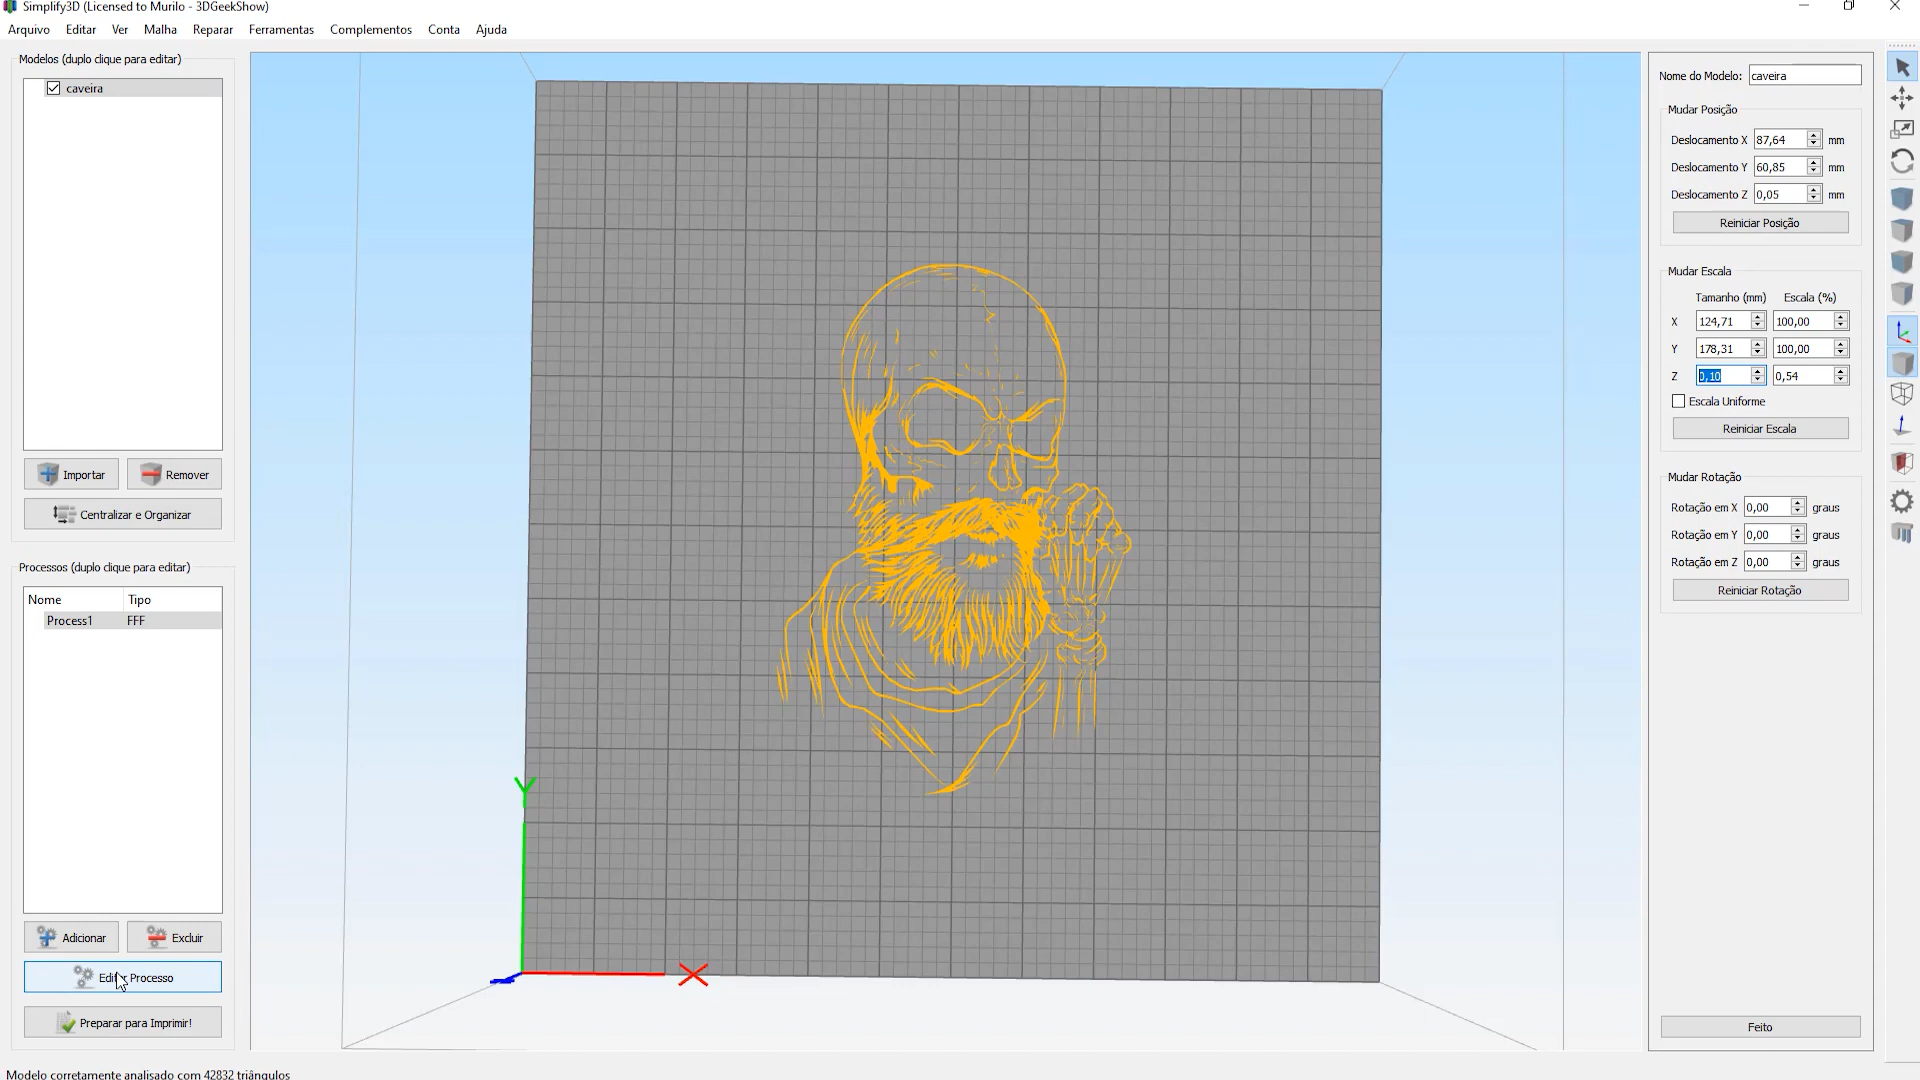 Simplify3D (Licensed to Murilo - 3DGeekShow)
Arquivo Editar Ver Malha Reparar Ferramentas Complementos Conta Ajuda
Modelos (duplo clique para editar)
caveira
Importar Remover
Centralizar e Organizar
Processos (duplo clique para editar)
Nome Tipo
Process1 FFF
Adicionar Excluir
Editar Processo
Preparar para Imprimir!
Modelo corretamente analisado com 42832 triângulos
Y
X
Nome do Modelo: caveira
Mudar Posição
Deslocamento X 87,64 mm
Deslocamento Y 60,85 mm
Deslocamento Z 0,05 mm
Reiniciar Posição
Mudar Escala
Tamanho (mm) Escala (%)
X 124,71 100,00
Y 178,31 100,00
Z 0,10 0,54
Escala Uniforme
Reiniciar Escala
Mudar Rotação
Rotação em X 0,00 graus
Rotação em Y 0,00 graus
Rotação em Z 0,00 graus
Reiniciar Rotação
Feito